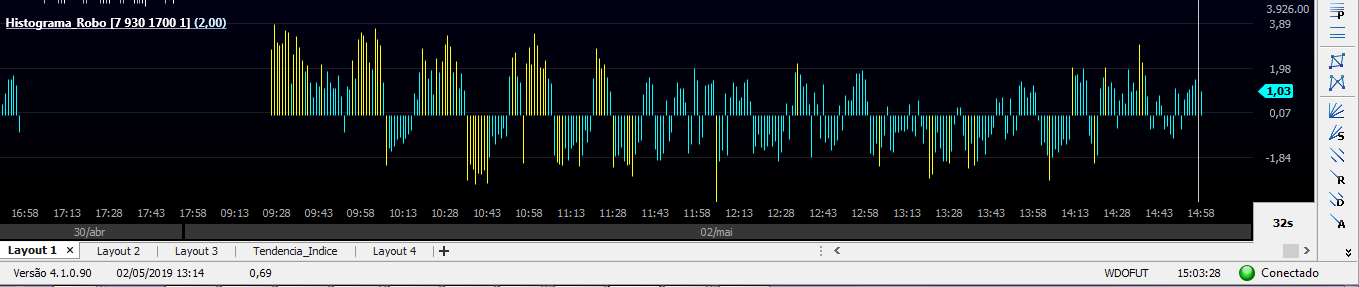 Histograma_Robo [7 930 1700 1] (2,00)
3.926.00
3,89
1,98
1,03
0,07
-1,84
P
S
R
D
A
16:58 17:13 17:28 17:43 17:58 09:13 09:28 09:43 09:58 10:13 10:28 10:43 10:58 11:13 11:28 11:43 11:58 12:13 12:28 12:43 12:58 13:13 13:28 13:43 13:58 14:13 14:28 14:43 14:58
32s
30/abr 02/mai
Layout 1 × Layout 2 Layout 3 Tendencia_Indice Layout 4 +
Versão 4.1.0.90 02/05/2019 13:14 0,69 WDOFUT 15:03:28 Conectado